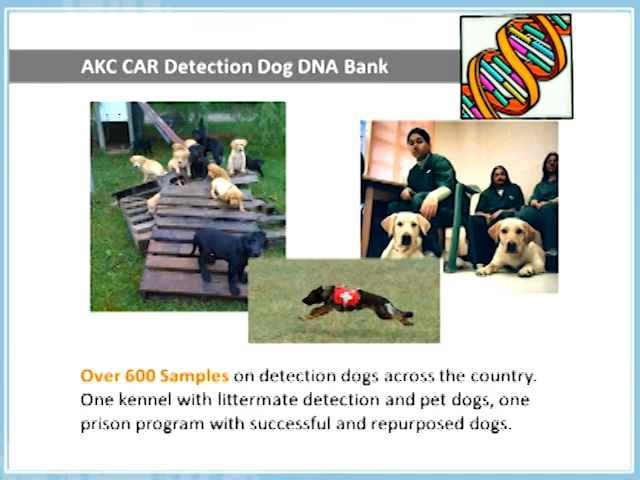 AKC CAR Detection Dog DNA Bank
Over 600 Samples on detection dogs across the country.
One kennel with littermate detection and pet dogs, one
prison program with successful and repurposed dogs.